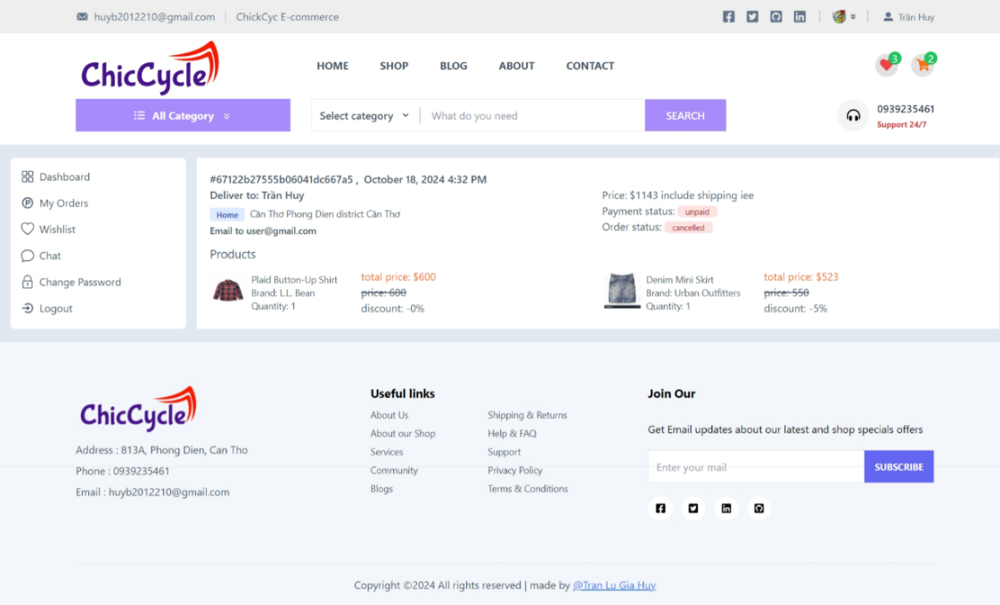 huyb2012210@gmail.com ChickCyc E-commerce Trần Huy
ChicCycle HOME SHOP BLOG ABOUT CONTACT 3 2
All Category Select category What do you need SEARCH 0939235461
Support 24/7
Dashboard
My Orders
Wishlist
Chat
Change Password
Logout
#67122b27555b06041dc667a5 , October 18, 2024 4:32 PM
Deliver to: Trần Huy
Home Cần Thơ Phong Dien district Cần Thơ
Email to user@gmail.com
Price: $1143 include shipping iee
Payment status: unpaid
Order status: cancelled
Products
Plaid Button-Up Shirt
Brand: L.L. Bean
Quantity: 1
total price: $600
price: 600
discount: -0%
Denim Mini Skirt
Brand: Urban Outfitters
Quantity: 1
total price: $523
price: 550
discount: -5%
ChicCycle
Address : 813A, Phong Dien, Can Tho
Phone : 0939235461
Email : huyb2012210@gmail.com
Useful links
About Us
About our Shop
Services
Community
Blogs
Shipping & Returns
Help & FAQ
Support
Privacy Policy
Terms & Conditions
Join Our
Get Email updates about our latest and shop specials offers
Enter your mail SUBSCRIBE
Copyright ©2024 All rights reserved | made by @Tran Lu Gia Huy